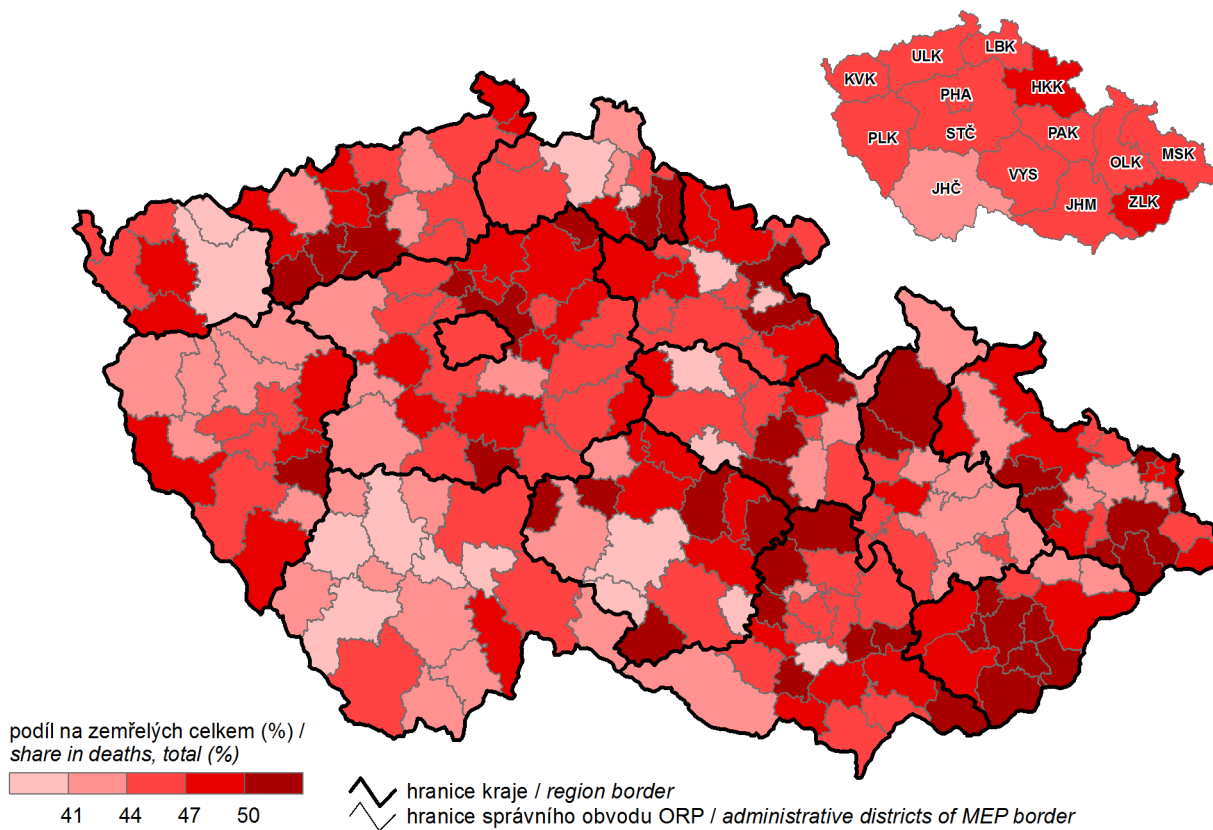 LBK
ULK
KVK
HKK
PHA
PLK
STČ
PAK
MSK
OLK
VYS
JHČ
ZLK
JHM
podíl na zemřelých celkem (%) /
share in deaths, total (%)
41 44 47 50
hranice kraje / region border
hranice správního obvodu ORP / administrative districts of MEP border